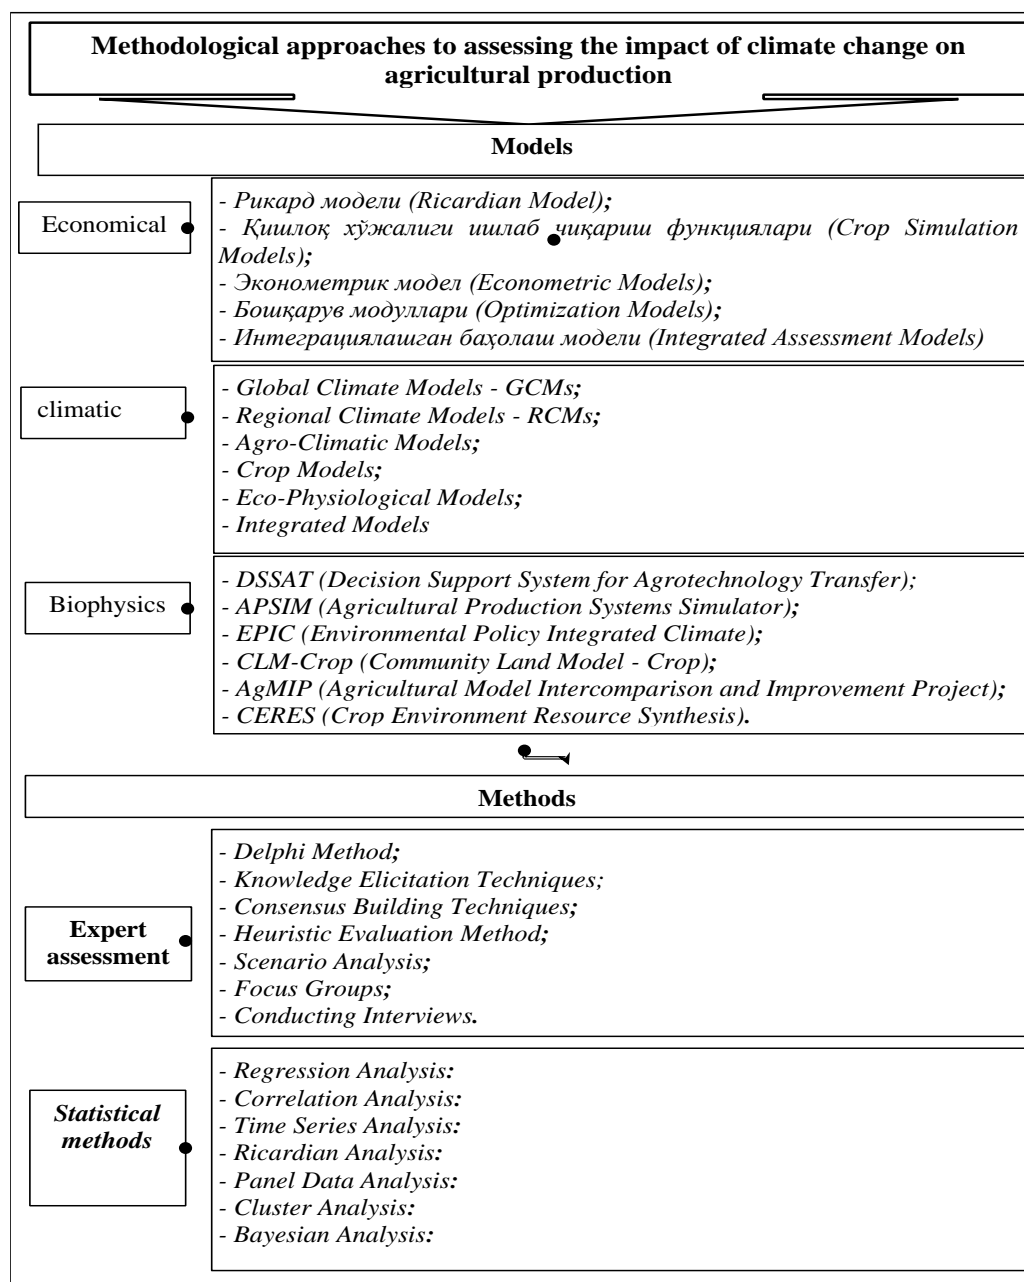 Methodological approaches to assessing the impact of climate change on
agricultural production
Models
Economical
- Рикард модели (Ricardian Model);
- Қишлоқ хўжалиги ишлаб чиқариш функциялари (Crop Simulation
Models);
- Эконометрик модел (Econometric Models);
- Бошқарув модуллари (Optimization Models);
- Интеграциялашган баҳолаш модели (Integrated Assessment Models)
climatic
- Global Climate Models - GCMs;
- Regional Climate Models - RCMs;
- Agro-Climatic Models;
- Crop Models;
- Eco-Physiological Models;
- Integrated Models
Biophysics
- DSSAT (Decision Support System for Agrotechnology Transfer);
- APSIM (Agricultural Production Systems Simulator);
- EPIC (Environmental Policy Integrated Climate);
- CLM-Crop (Community Land Model - Crop);
- AgMIP (Agricultural Model Intercomparison and Improvement Project);
- CERES (Crop Environment Resource Synthesis).
Methods
Expert
assessment
- Delphi Method;
- Knowledge Elicitation Techniques;
- Consensus Building Techniques;
- Heuristic Evaluation Method;
- Scenario Analysis;
- Focus Groups;
- Conducting Interviews.
Statistical
methods
- Regression Analysis:
- Correlation Analysis:
- Time Series Analysis:
- Ricardian Analysis:
- Panel Data Analysis:
- Cluster Analysis:
- Bayesian Analysis: